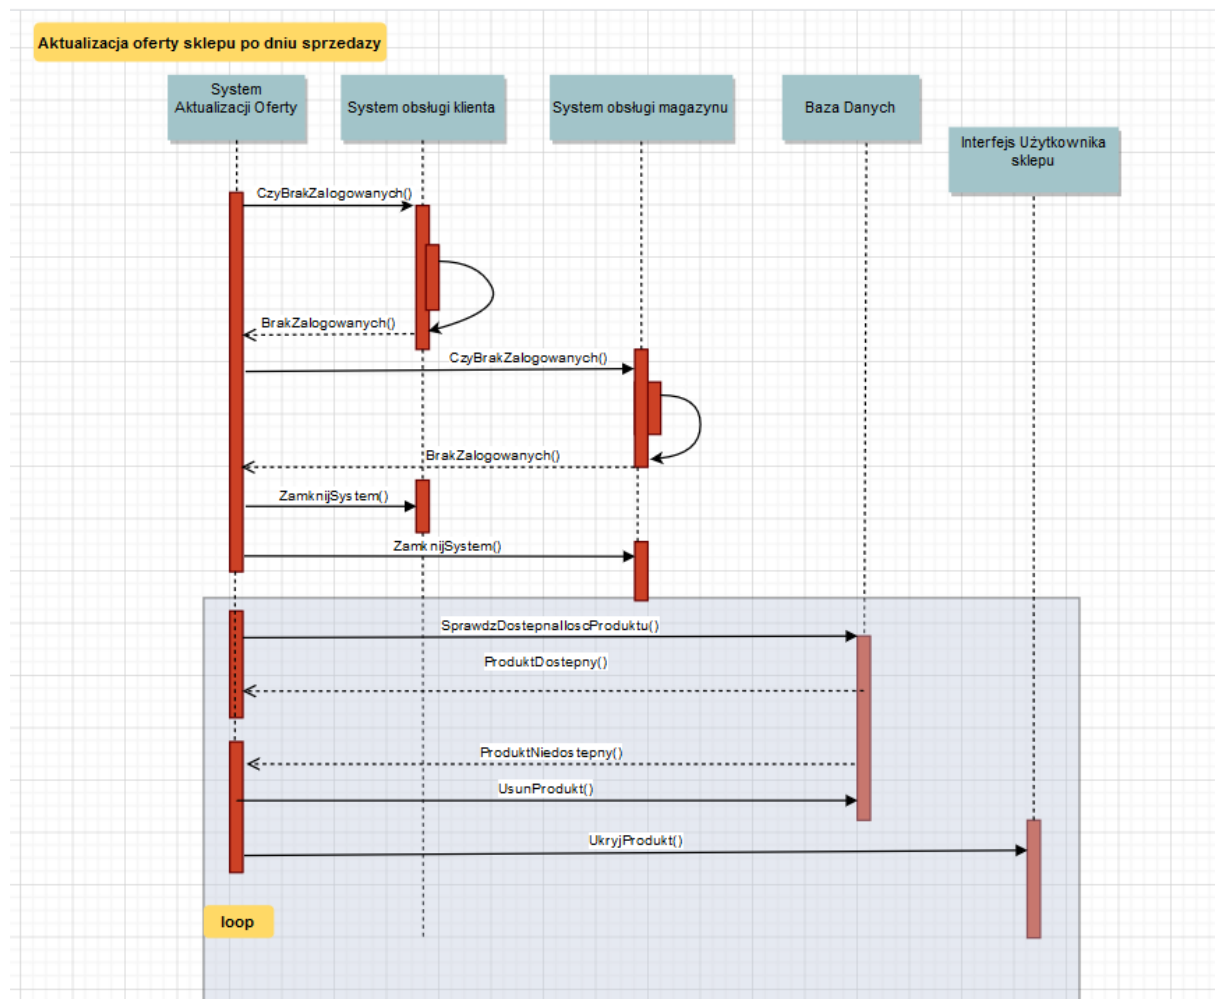 Aktualizacja oferty sklepu po dniu sprzedazy
System
Aktualizacji Oferty
System obsługi klienta
System obsługi magazynu
Baza Danych
Interfejs Użytkownika
sklepu
CzyBrakZalogowanych()
BrakZalogowanych()
CzyBrakZalogowanych()
BrakZalogowanych()
ZamknijSystem()
ZamknijSystem()
SprawdzDostepnaIloscProduktu()
ProduktDostepny()
ProduktNiedostepny()
UsunProdukt()
UkryjProdukt()
loop